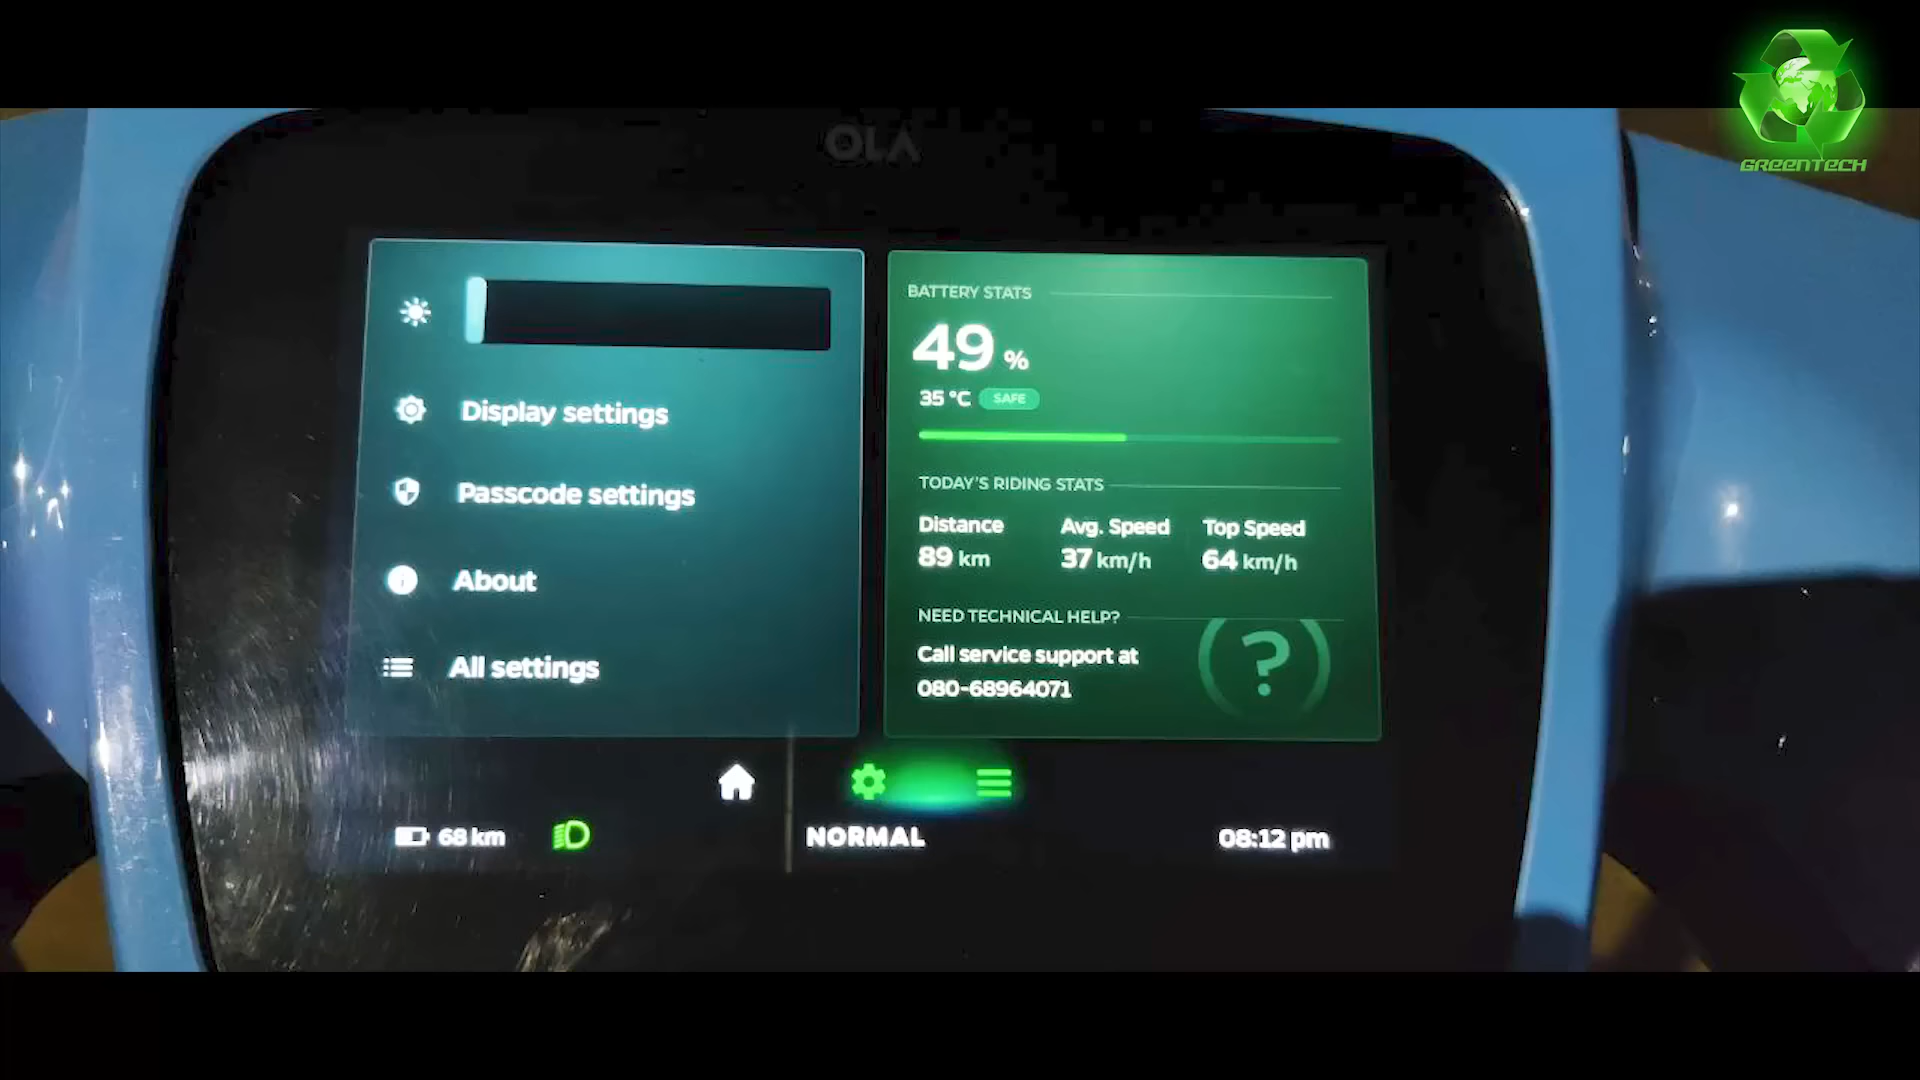 GREENTECH
OLA
Display settings
Passcode settings
About
All settings
BATTERY STATS
49 %
35 °C SAFE
TODAY'S RIDING STATS
Distance Avg. Speed Top Speed
89 km 37 km/h 64 km/h
NEED TECHNICAL HELP?
Call service support at
080-68964071
?
68 km NORMAL 08:12 pm